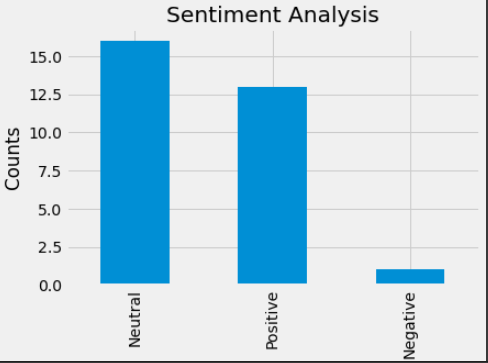 Sentiment Analysis
Counts
15.0
12.5
10.0
7.5
5.0
2.5
0.0
Neutral
Positive
Negative